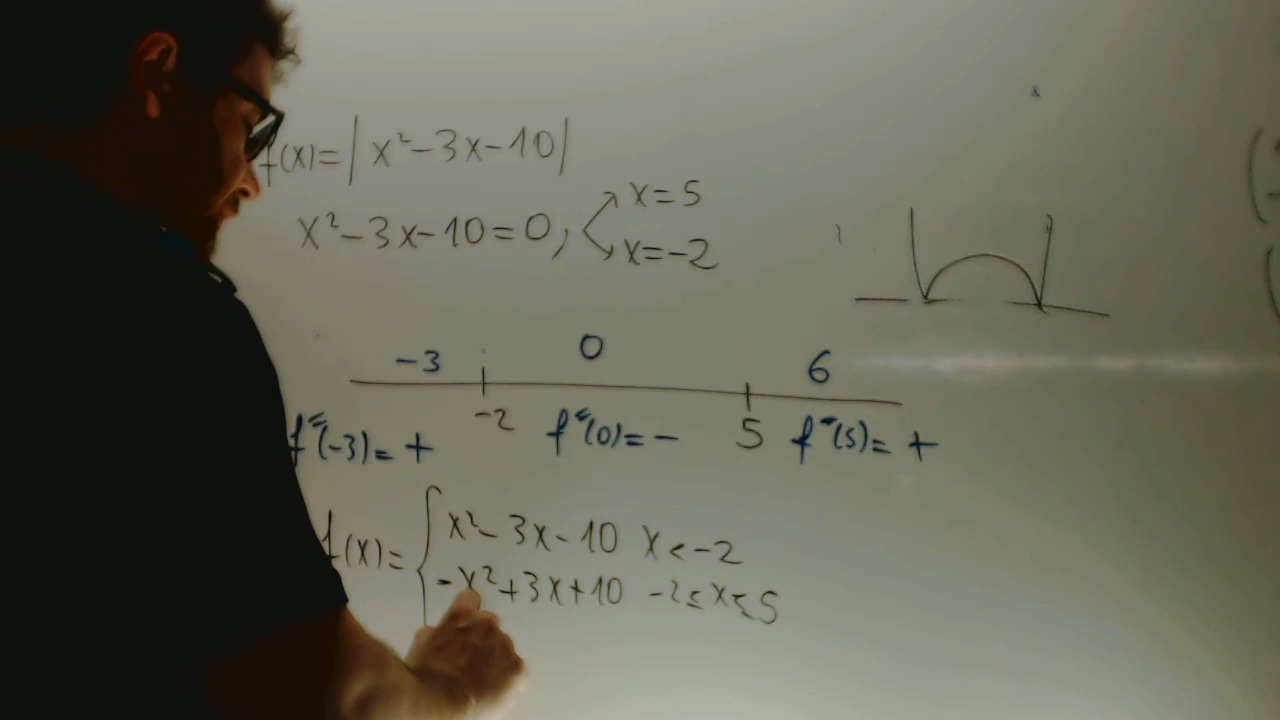 f(x)=|x²-3x-10|
x²-3x-10=0; x=5
x=-2
-3 0 6
-2 5
f"(-3)=+ f"(0)=- f"(5)=+
f(x)= { x²-3x-10 x<-2
-x²+3x+10 -2≤x≤5